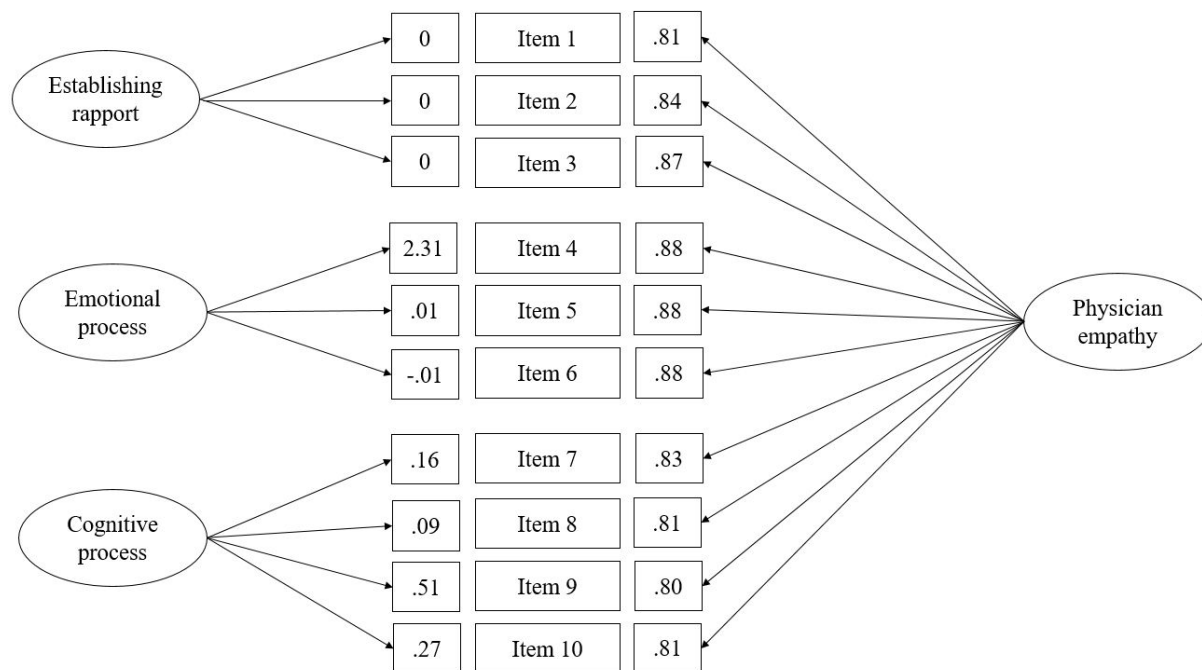 Establishing
rapport
0 Item 1 .81
0 Item 2 .84
0 Item 3 .87
Emotional
process
2.31 Item 4 .88
.01 Item 5 .88
-.01 Item 6 .88
Cognitive
process
.16 Item 7 .83
.09 Item 8 .81
.51 Item 9 .80
.27 Item 10 .81
Physician
empathy